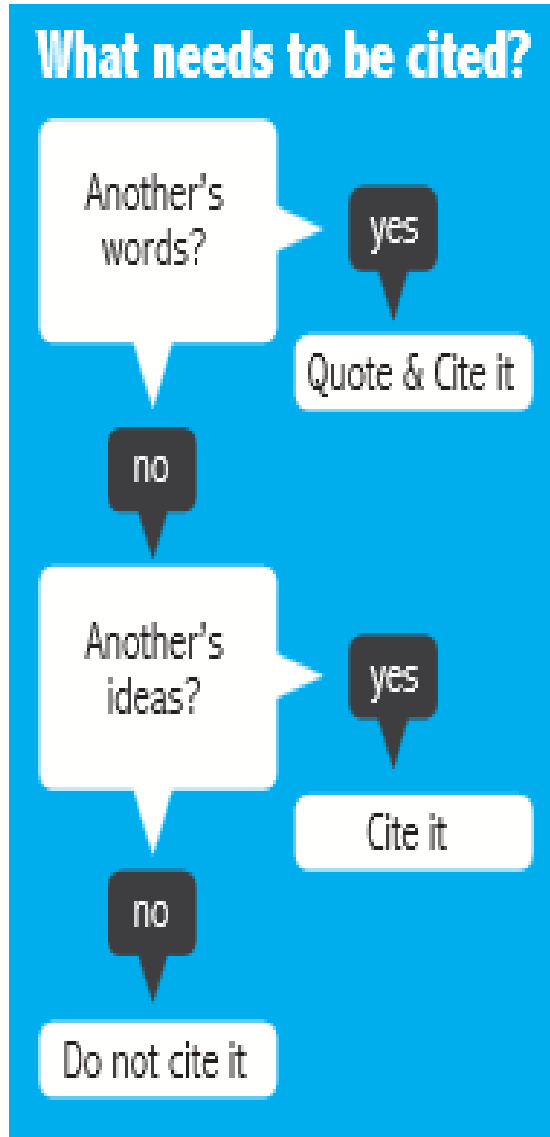 What needs to be cited?
Another's
words?
yes
Quote & Cite it
no
Another's
ideas?
yes
Cite it
no
Do not cite it